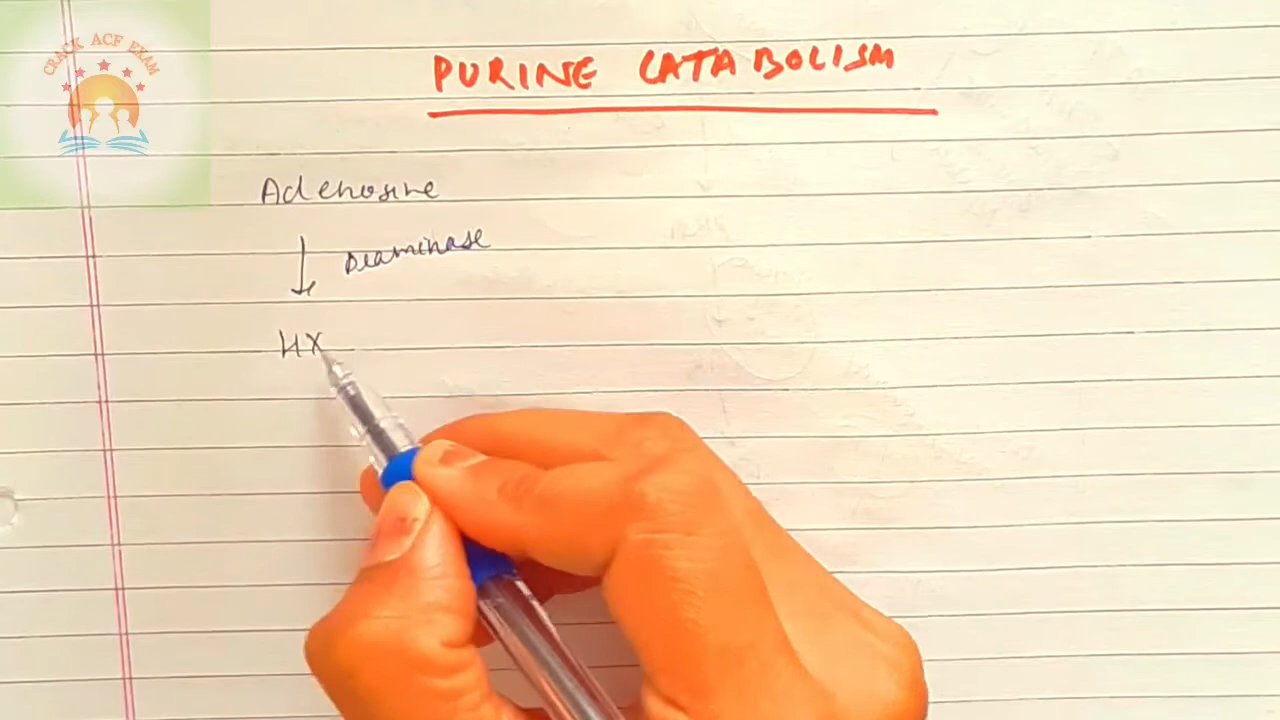 CRACK ACF EXAM
PURINE CATABOLISM
Adenosine
Deaminase
HX